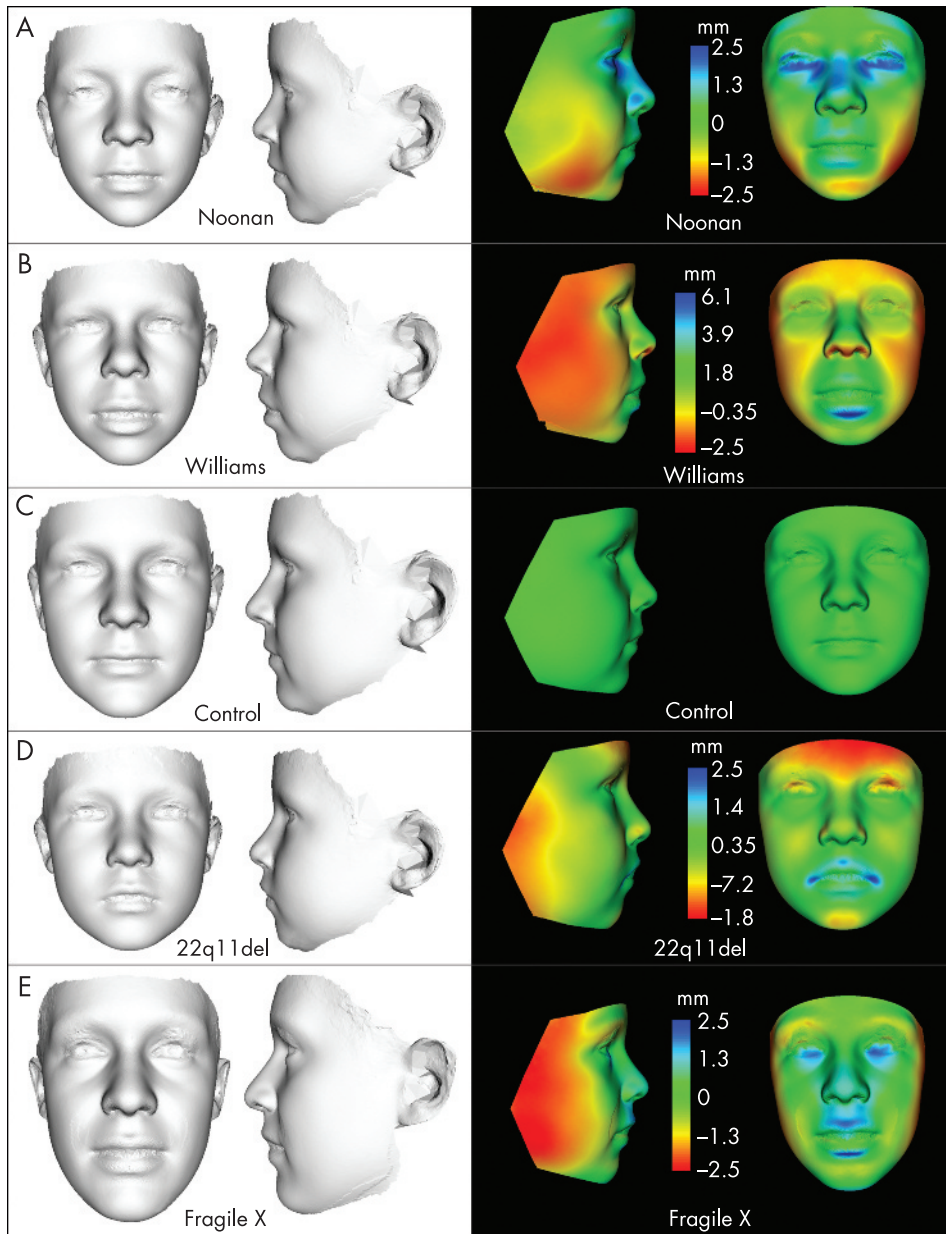 A
Noonan
mm
2.5
1.3
0
−1.3
−2.5
Noonan
B
Williams
mm
6.1
3.9
1.8
−0.35
−2.5
Williams
C
Control
Control
D
22q11del
mm
2.5
1.4
0.35
−7.2
−1.8
22q11del
E
Fragile X
mm
2.5
1.3
0
−1.3
−2.5
Fragile X